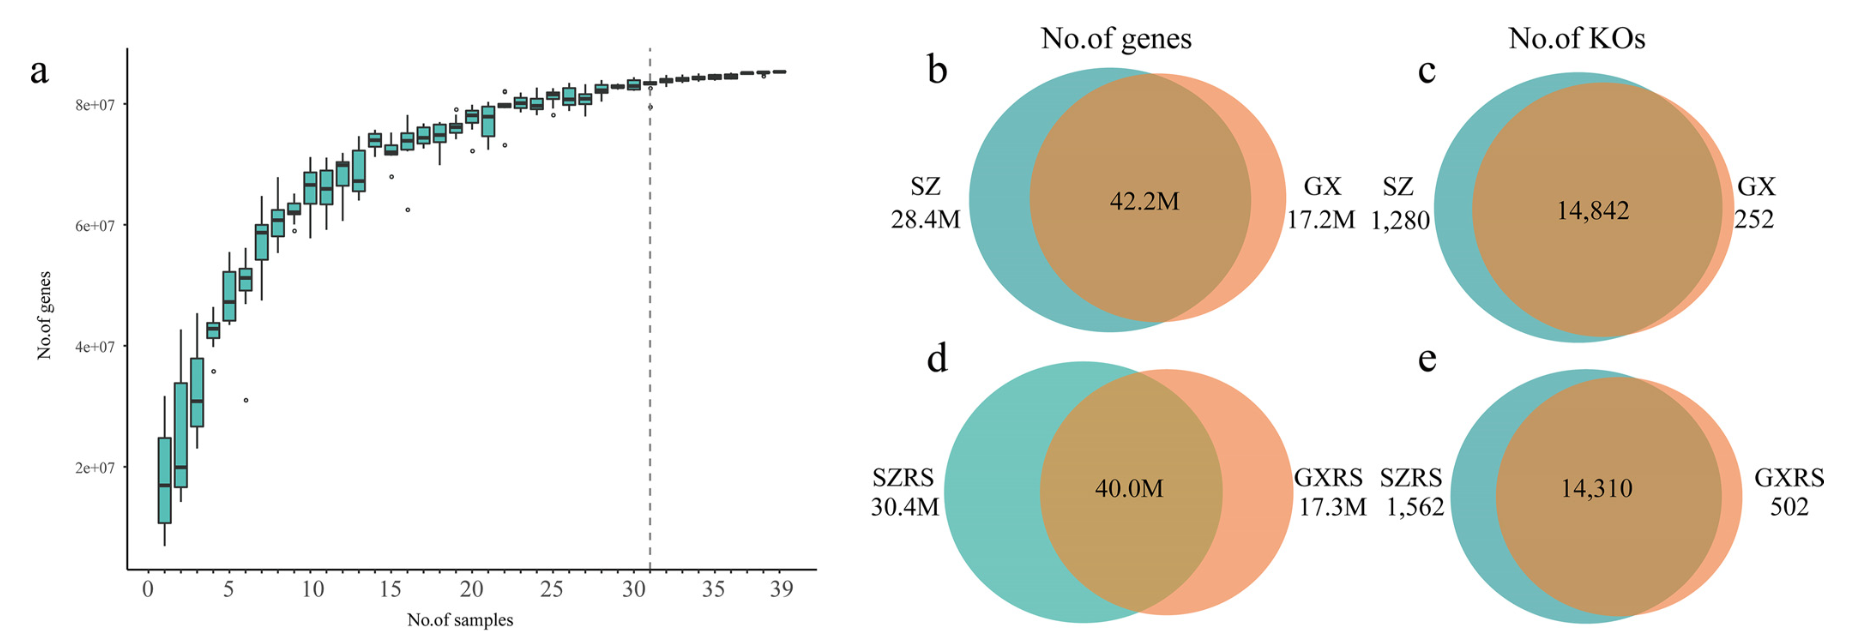 a
No.of genes
8e+07
6e+07
4e+07
2e+07
0
5
10
15
20
25
30
35
39
No.of samples
No.of genes
b
SZ
28.4M
42.2M
GX
17.2M
No.of KOs
c
SZ
1,280
14,842
GX
252
d
SZRS
30.4M
40.0M
GXRS
17.3M
e
SZRS
1,562
14,310
GXRS
502